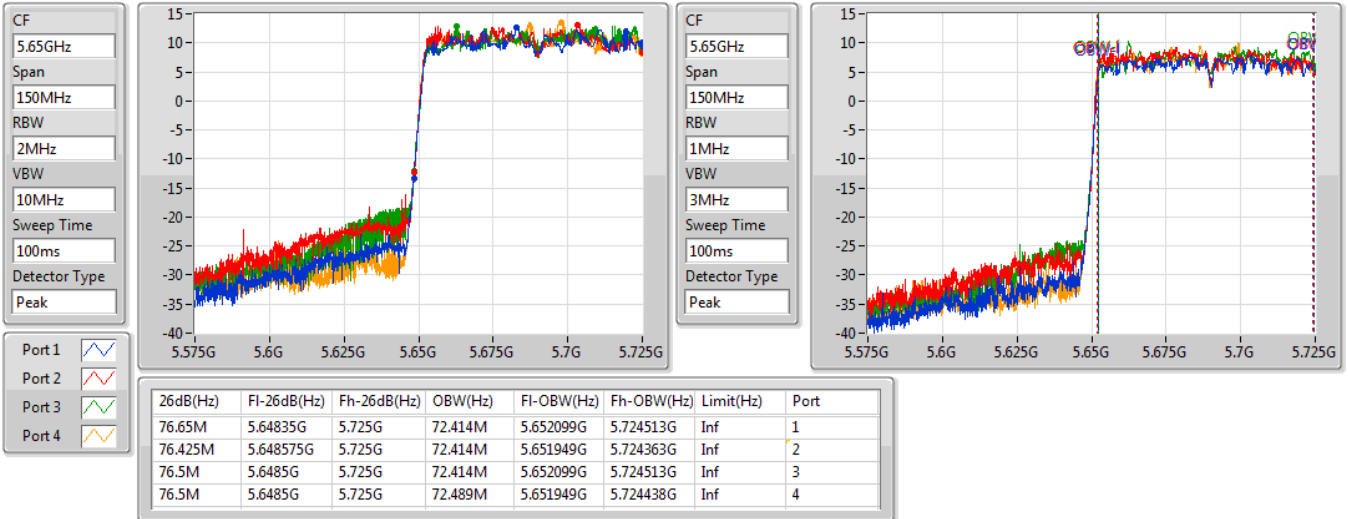 CF
5.65GHz
Span
150MHz
RBW
2MHz
VBW
10MHz
Sweep Time
100ms
Detector Type
Peak
15
10
5
0
-5
-10
-15
-20
-25
-30
-35
-40
5.575G 5.6G 5.625G 5.65G 5.675G 5.7G 5.725G
CF
5.65GHz
Span
150MHz
RBW
1MHz
VBW
3MHz
Sweep Time
100ms
Detector Type
Peak
15
10
5
0
-5
-10
-15
-20
-25
-30
-35
-40
OBW-l
OBW
5.575G 5.6G 5.625G 5.65G 5.675G 5.7G 5.725G
Port 1
Port 2
Port 3
Port 4
26dB(Hz) Fl-26dB(Hz) Fh-26dB(Hz) OBW(Hz) Fl-OBW(Hz) Fh-OBW(Hz) Limit(Hz) Port
76.65M 5.64835G 5.725G 72.414M 5.652099G 5.724513G Inf 1
76.425M 5.648575G 5.725G 72.414M 5.651949G 5.724363G Inf 2
76.5M 5.6485G 5.725G 72.414M 5.652099G 5.724513G Inf 3
76.5M 5.6485G 5.725G 72.489M 5.651949G 5.724438G Inf 4